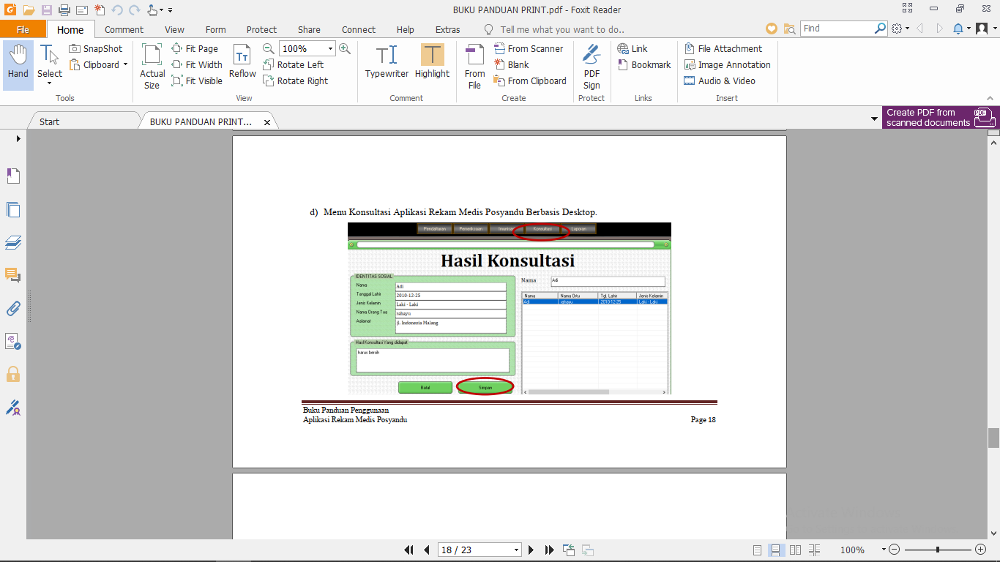 BUKU PANDUAN PRINT.pdf - Foxit Reader
File Home Comment View Form Protect Share Connect Help Extras Tell me what you want to do.. Find
Hand
Select
SnapShot
Clipboard
Tools
Actual Size
Fit Page
Fit Width
Fit Visible
Reflow
100%
Rotate Left
Rotate Right
View
Typewriter
Highlight
Comment
From File
From Scanner
Blank
From Clipboard
Create
PDF Sign
Protect
Link
Bookmark
Links
File Attachment
Image Annotation
Audio & Video
Insert
Start
BUKU PANDUAN PRINT...
Create PDF from
scanned documents
d) Menu Konsultasi Aplikasi Rekam Medis Posyandu Berbasis Desktop.
Pendaftaran Pemeriksaan Imunisasi Konsultasi Laporan
Hasil Konsultasi
IDENTITAS SOSIAL
Nama Adi
Tanggal Lahir 2010-12-25
Jenis Kelamin Laki - Laki
Nama Orang Tua rahayu
Aalamat jl. Indonesia Malang
Hasil Konsultasi Yang didapat
harus bersih
Batal Simpan
Nama Adi
Nama Nama Ortu Tgl. Lahir Jenis Kelamin
Adi rahayu 2010-12-25 Laki - Laki
Buku Panduan Penggunaan
Aplikasi Rekam Medis Posyandu Page 18
18 / 23
100%